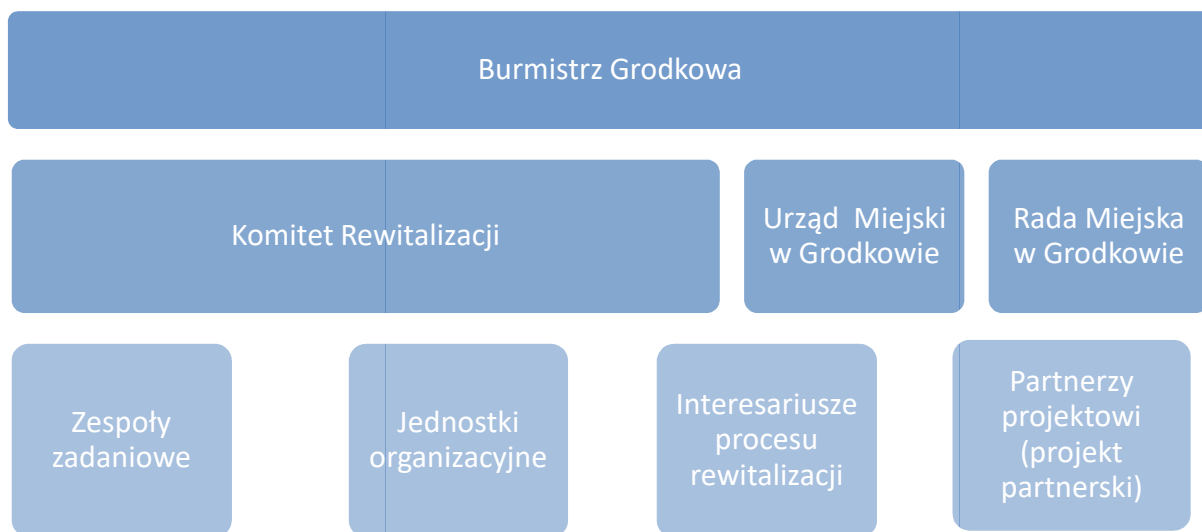 Burmistrz Grodkowa
Komitet Rewitalizacji
Urząd Miejski
w Grodkowie
Rada Miejska
w Grodkowie
Zespoły
zadaniowe
Jednostki
organizacyjne
Interesariusze
procesu
rewitalizacji
Partnerzy
projektowi
(projekt
partnerski)